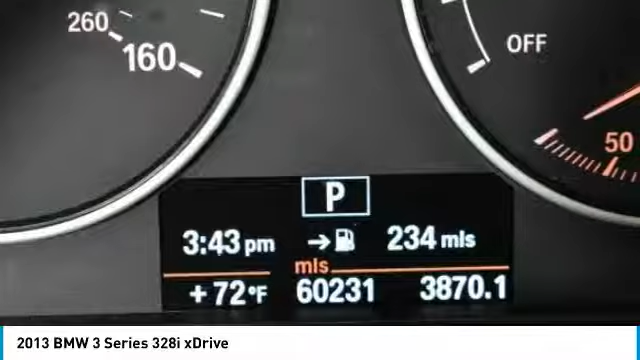 260
160
OFF
50
P
3:43 pm → 234 mls
mls
+72°F 60231 3870.1
2013 BMW 3 Series 328i xDrive